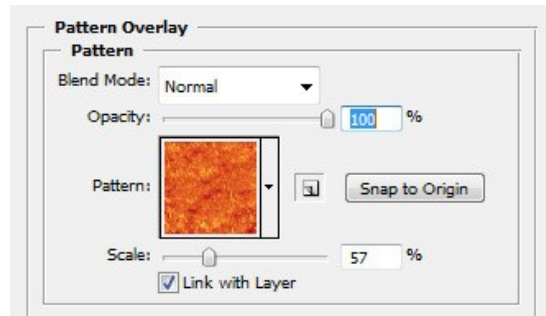 Pattern Overlay
Pattern
Blend Mode: Normal
Opacity: 100 %
Pattern: Snap to Origin
Scale: 57 %
Link with Layer